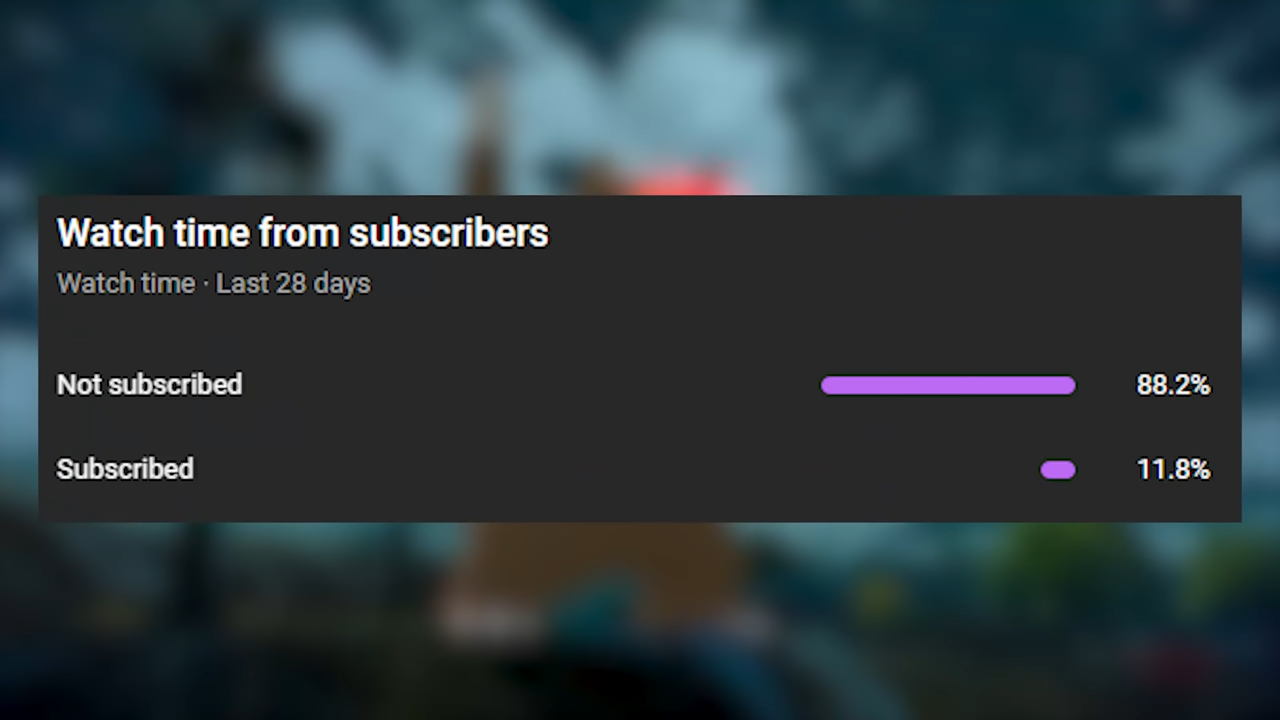 Watch time from subscribers
Watch time · Last 28 days
Not subscribed 88.2%
Subscribed 11.8%